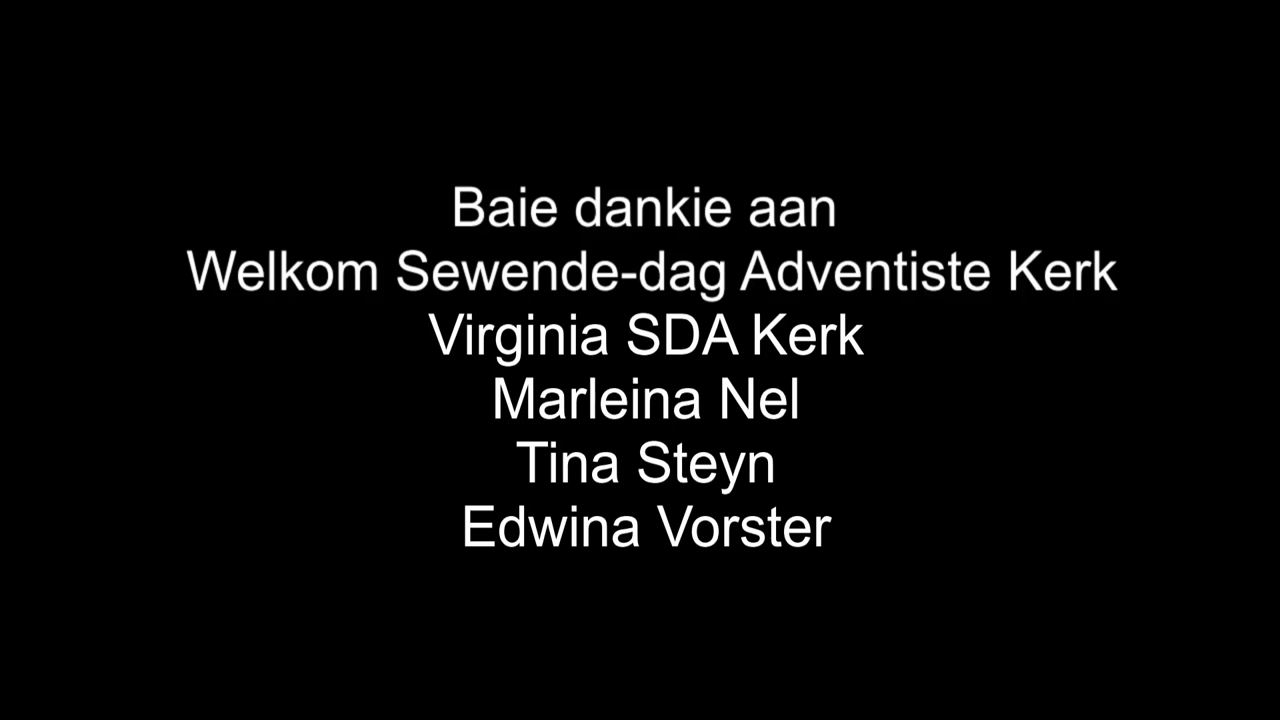 Baie dankie aan
Welkom Sewende-dag Adventiste Kerk
Virginia SDA Kerk
Marleina Nel
Tina Steyn
Edwina Vorster